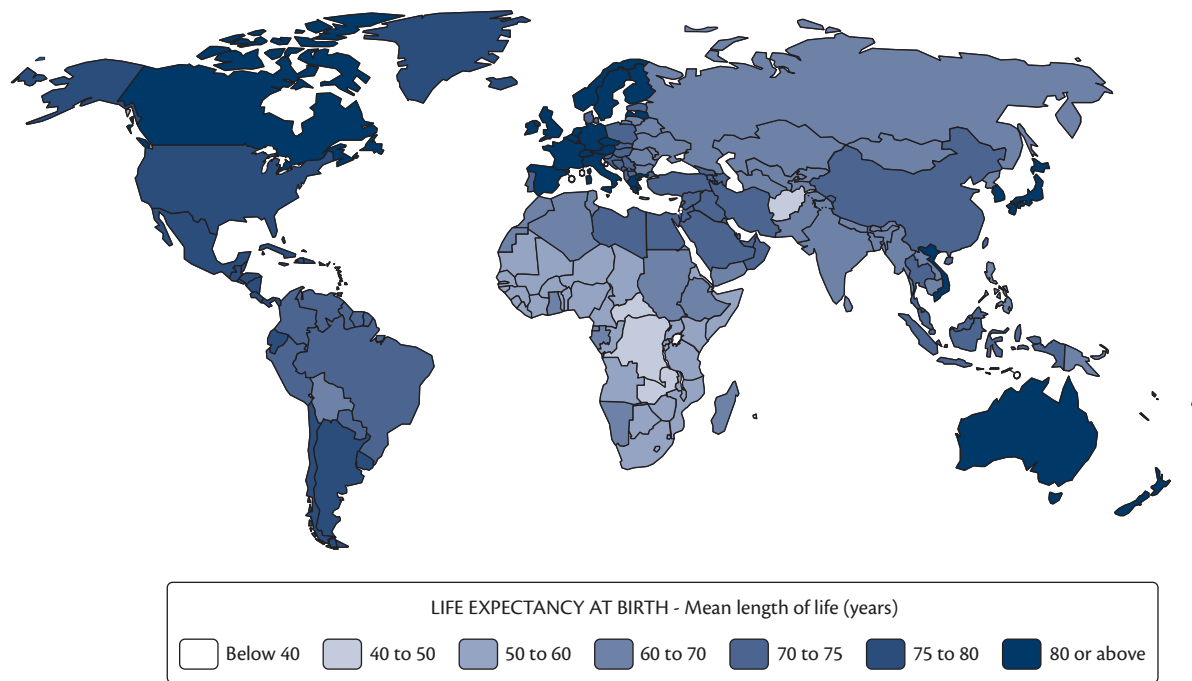 LIFE EXPECTANCY AT BIRTH - Mean length of life (years)
Below 40 40 to 50 50 to 60 60 to 70 70 to 75 75 to 80 80 or above